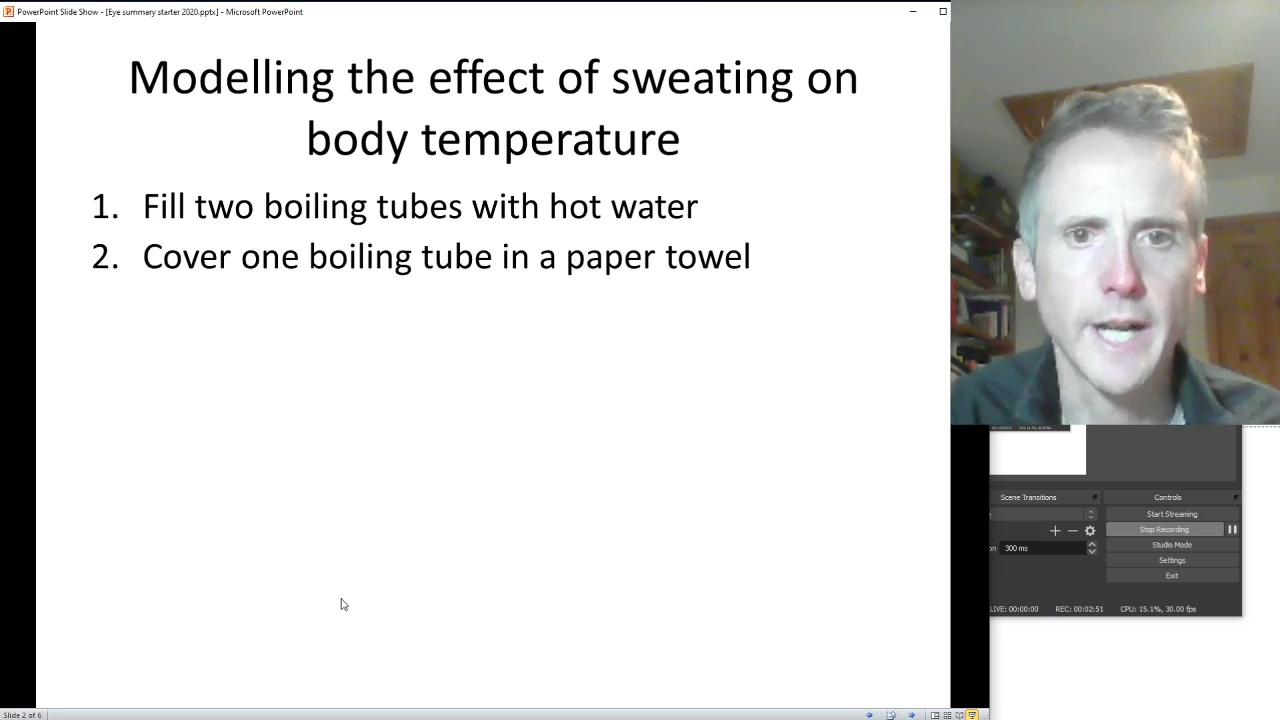 PowerPoint Slide Show - [Eye summary starter 2020.pptx] - Microsoft PowerPoint
Modelling the effect of sweating on
body temperature
1. Fill two boiling tubes with hot water
2. Cover one boiling tube in a paper towel
Scene Transitions
Controls
Start Streaming
Stop Recording
300 ms
Studio Mode
Settings
Exit
LIVE: 00:00:00 REC: 00:02:51 CPU: 15.1%, 30.00 fps
Slide 2 of 6